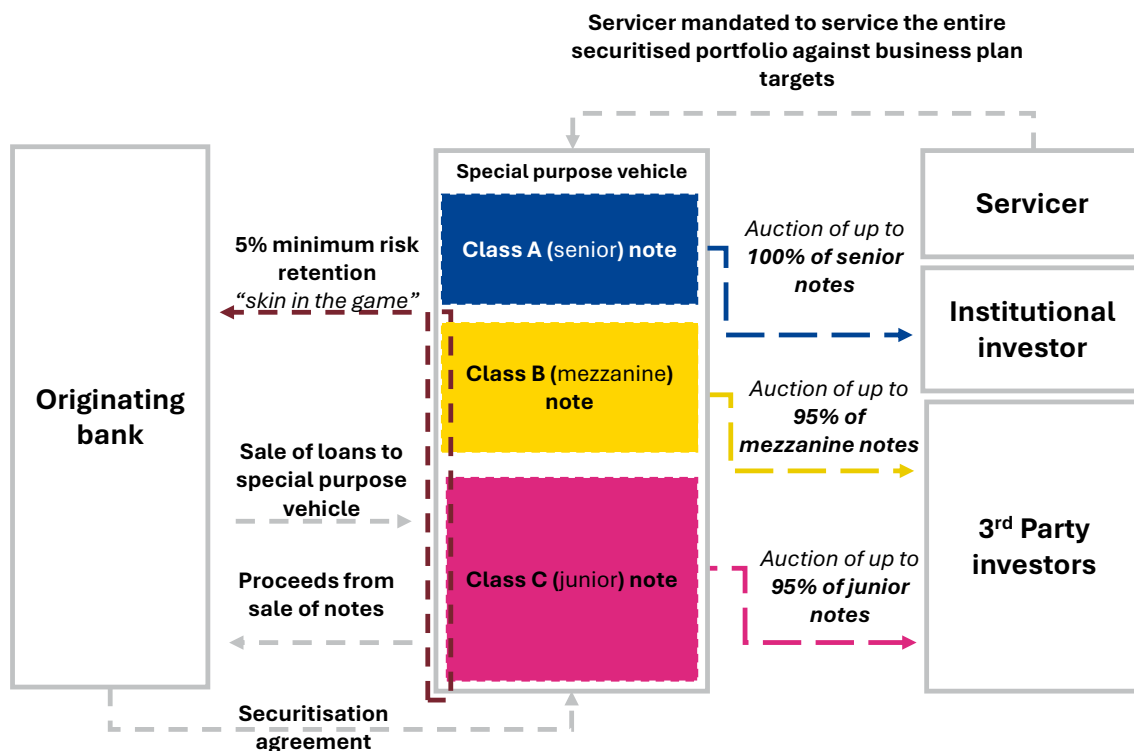 Servicer mandated to service the entire
securitised portfolio against business plan
targets
Special purpose vehicle
Servicer
Class A (senior) note
Auction of up to
100% of senior
notes
5% minimum risk
retention
“skin in the game”
Institutional
investor
Class B (mezzanine)
note
Originating
bank
Auction of up to
95% of
mezzanine notes
Sale of loans to
special purpose
vehicle
3rd Party
investors
Class C (junior) note
Auction of up to
95% of junior
notes
Proceeds from
sale of notes
Securitisation
agreement